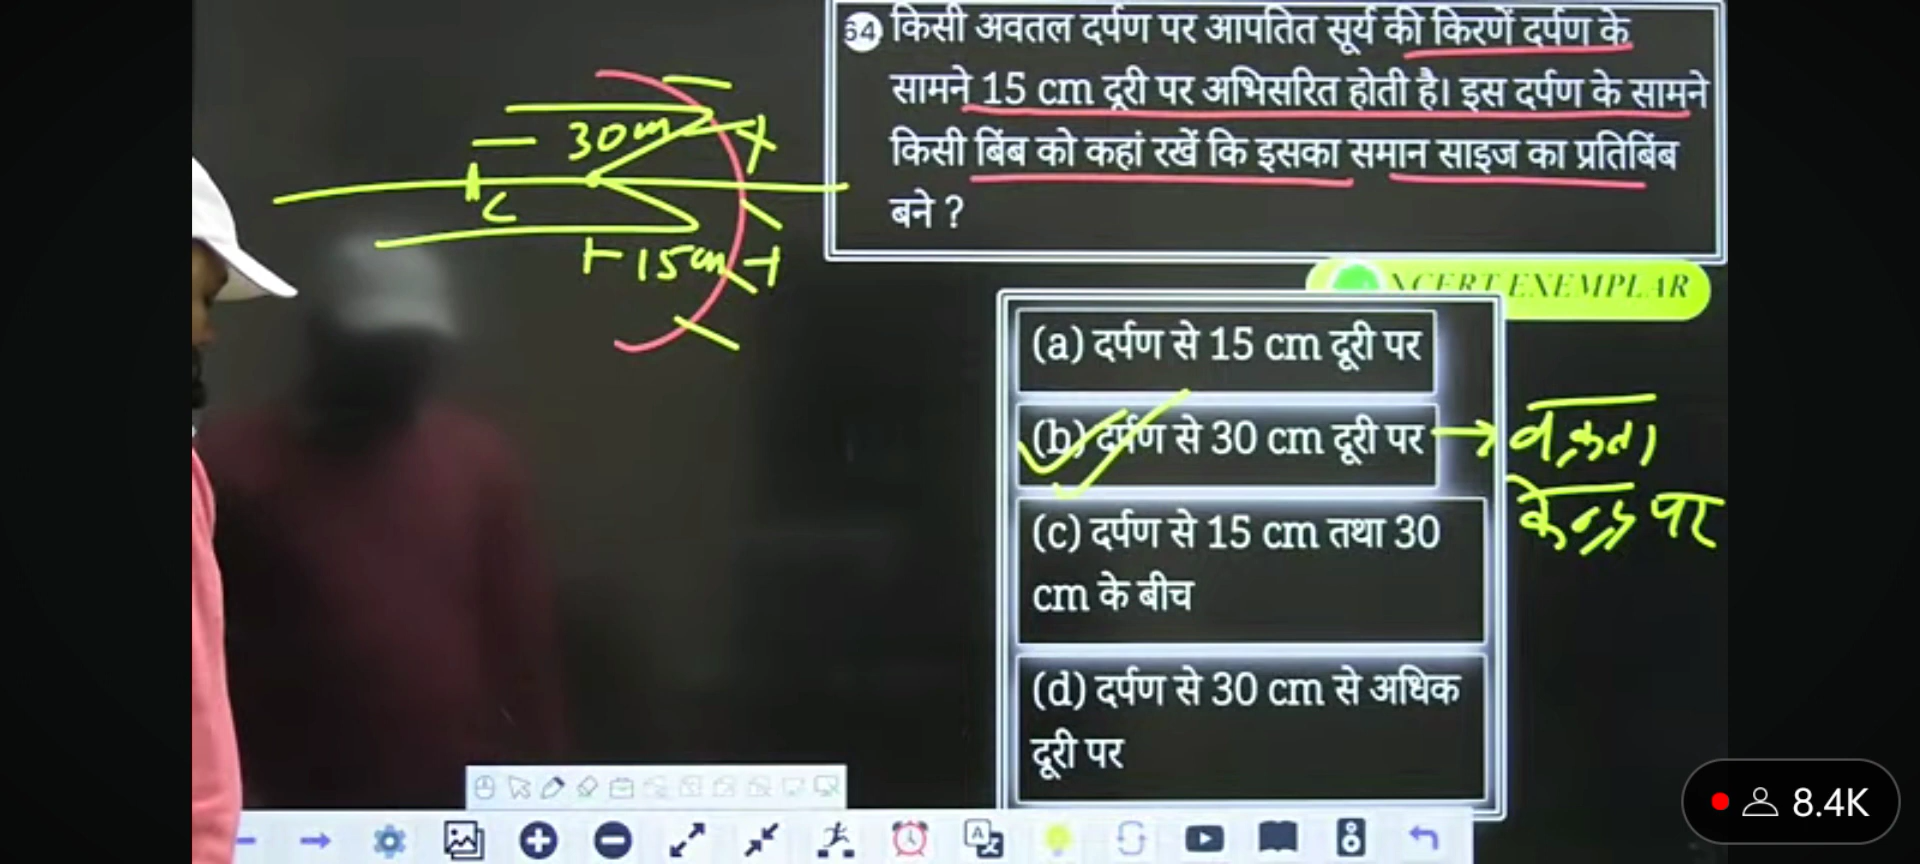 64 किसी अवतल दर्पण पर आपतित सूर्य की किरणें दर्पण के
सामने 15 cm दूरी पर अभिसरित होती है। इस दर्पण के सामने
किसी बिंब को कहां रखें कि इसका समान साइज का प्रतिबिंब
बने ?
NCERT EXEMPLAR
30cm
C
15cm
(a) दर्पण से 15 cm दूरी पर
(b) दर्पण से 30 cm दूरी पर
वक्रता
केन्द्र पर
(c) दर्पण से 15 cm तथा 30
cm के बीच
(d) दर्पण से 30 cm से अधिक
दूरी पर
8.4K